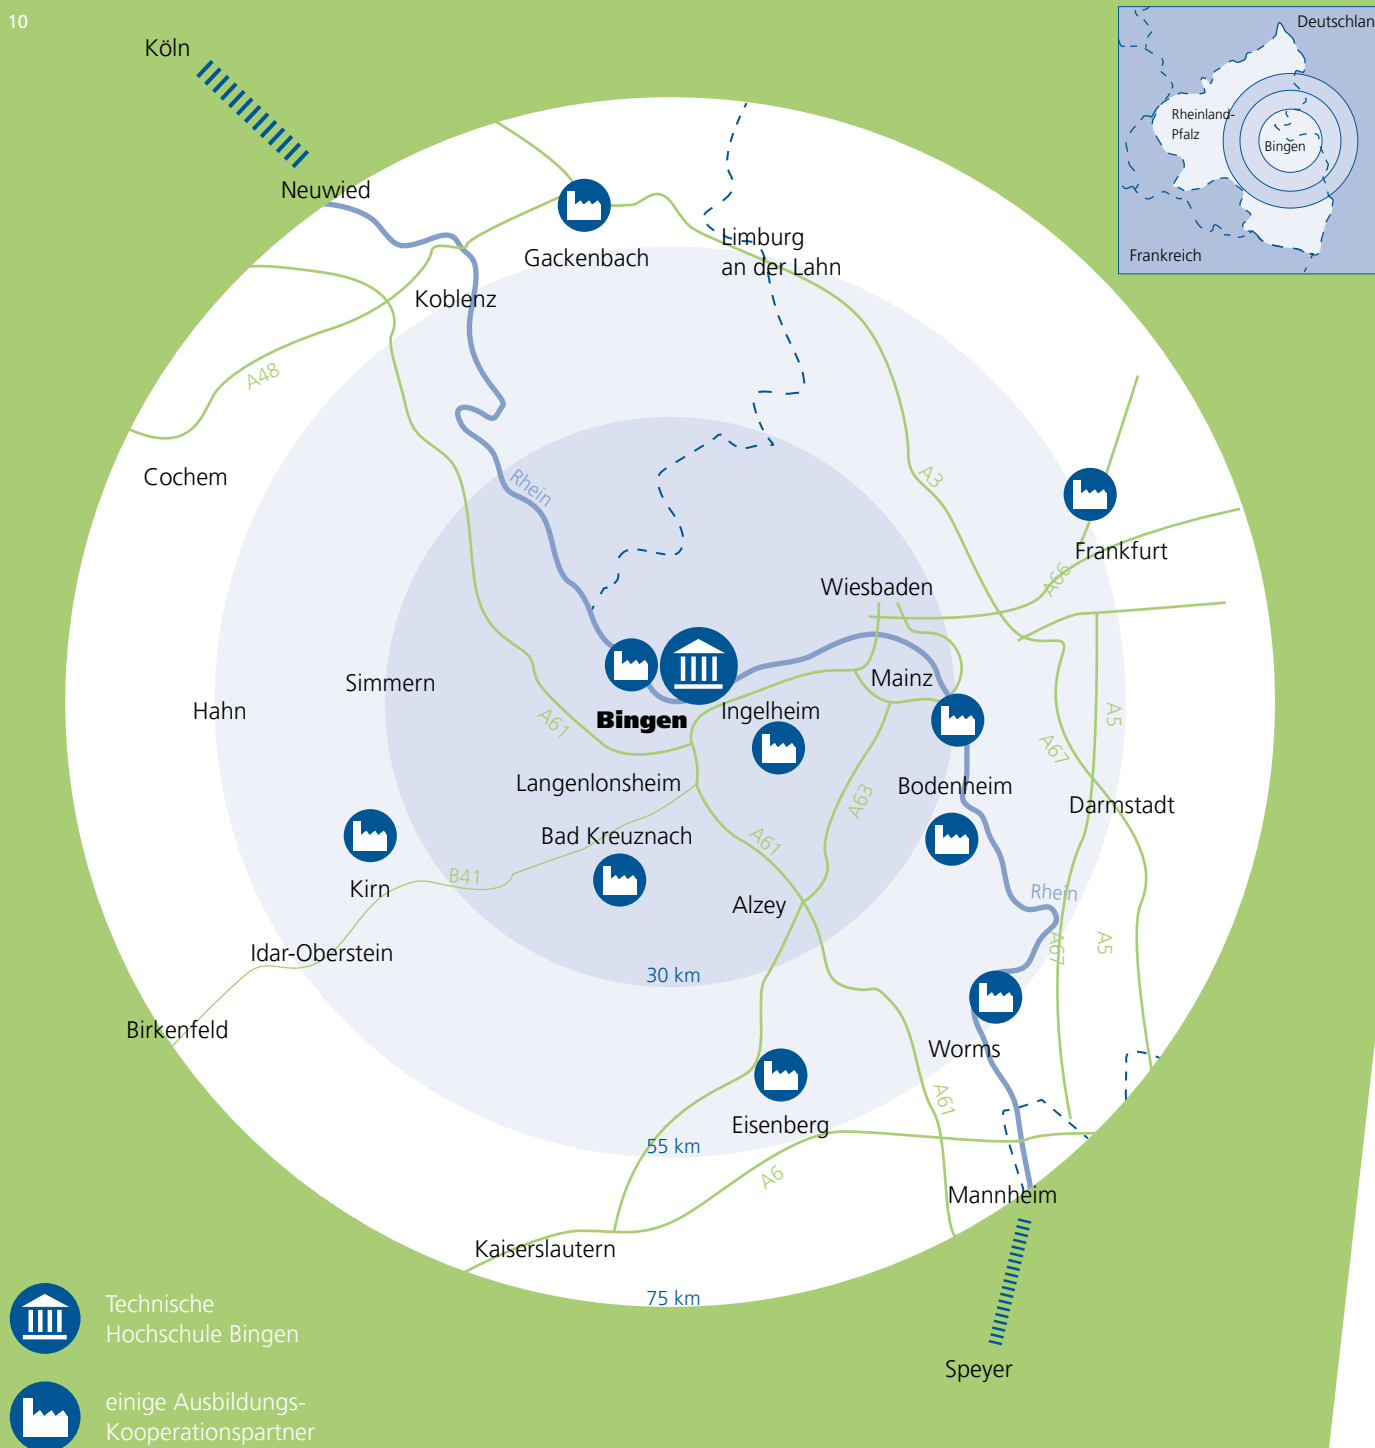 10
Köln
Deutschlan
Rheinland-
Pfalz
Bingen
Frankreich
Neuwied
Gackenbach
Limburg
an der Lahn
Koblenz
A48
Cochem
Rhein
A3
Frankfurt
A66
Wiesbaden
Simmern
Mainz
Hahn
Bingen
Ingelheim
A61
A5
A67
Langenlonsheim
Bodenheim
A63
Darmstadt
Bad Kreuznach
A61
Kirn
B41
Rhein
Alzey
Idar-Oberstein
A67
A5
30 km
Birkenfeld
Worms
A61
Eisenberg
55 km
A6
Mannheim
Kaiserslautern
75 km
Technische
Hochschule Bingen
Speyer
einige Ausbildungs-
Kooperationspartner